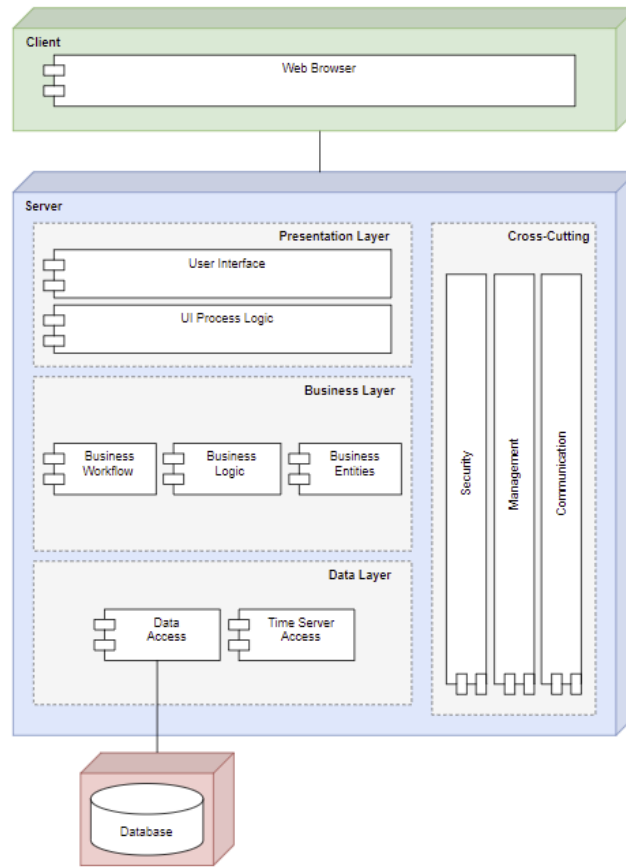 Client
Web Browser
Server
Presentation Layer
User Interface
UI Process Logic
Business Layer
Business
Workflow
Business
Logic
Business
Entities
Data Layer
Data
Access
Time Server
Access
Cross-Cutting
Security
Management
Communication
Database